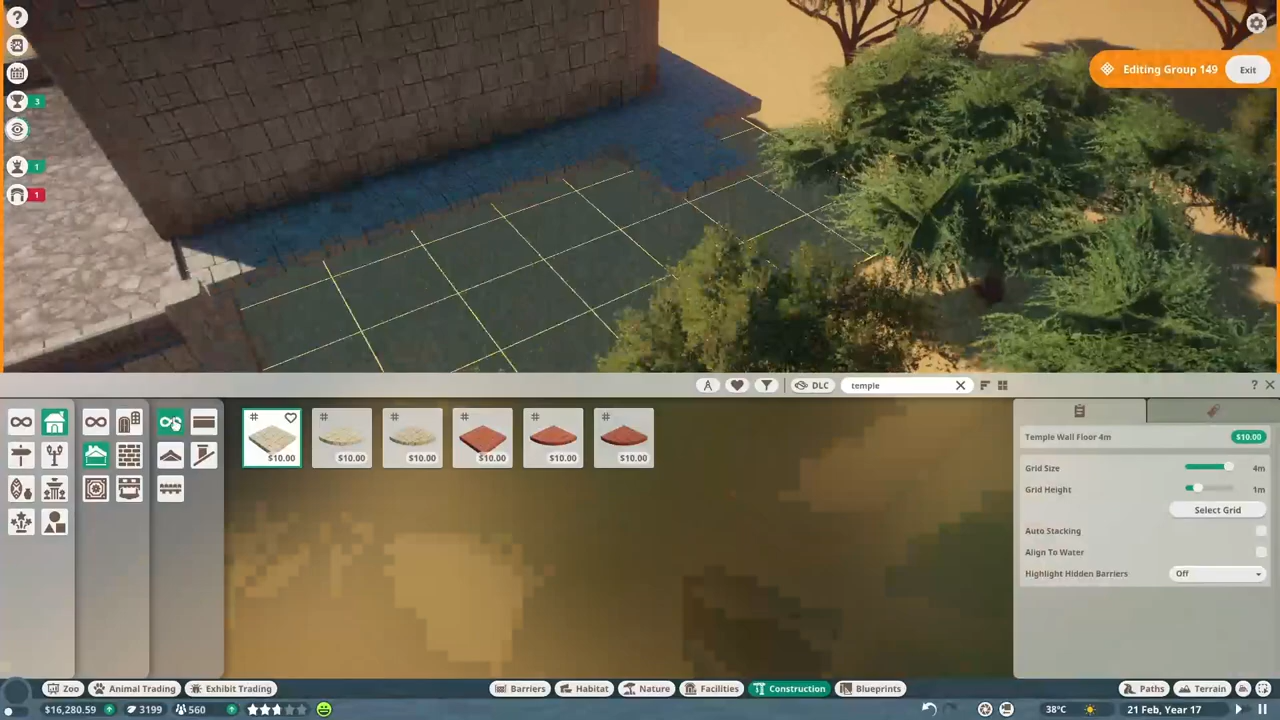 ?
Editing Group 149 Exit
3
1
1
DLC temple ? 
# $10.00 # $10.00 # $10.00 # $10.00 # $10.00 # $10.00
Temple Wall Floor 4m $10.00
Grid Size 4m
Grid Height 1m
Select Grid
Auto Stacking
Align To Water
Highlight Hidden Barriers Off
Zoo Animal Trading Exhibit Trading Barriers Habitat Nature Facilities Construction Blueprints Paths Terrain
$16,280.59 3199 560 38°C 21 Feb, Year 17